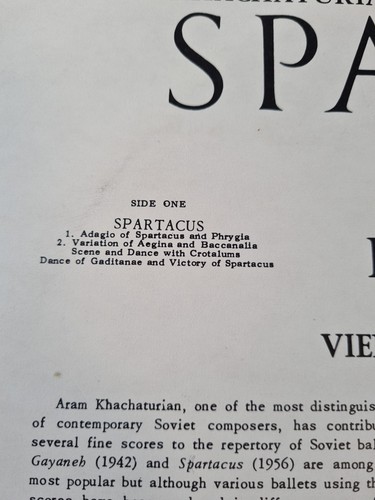 SPA
SIDE ONE
SPARTACUS
1. Adagio of Spartacus and Phrygia
2. Variation of Aegina and Baccanalia
Scene and Dance with Crotalums
Dance of Gaditanae and Victory of Spartacus
VIE
Aram Khachaturian, one of the most distinguis
of contemporary Soviet composers, has contribu
several fine scores to the repertory of Soviet bal
Gayaneh (1942) and Spartacus (1956) are among
most popular but although various ballets using th